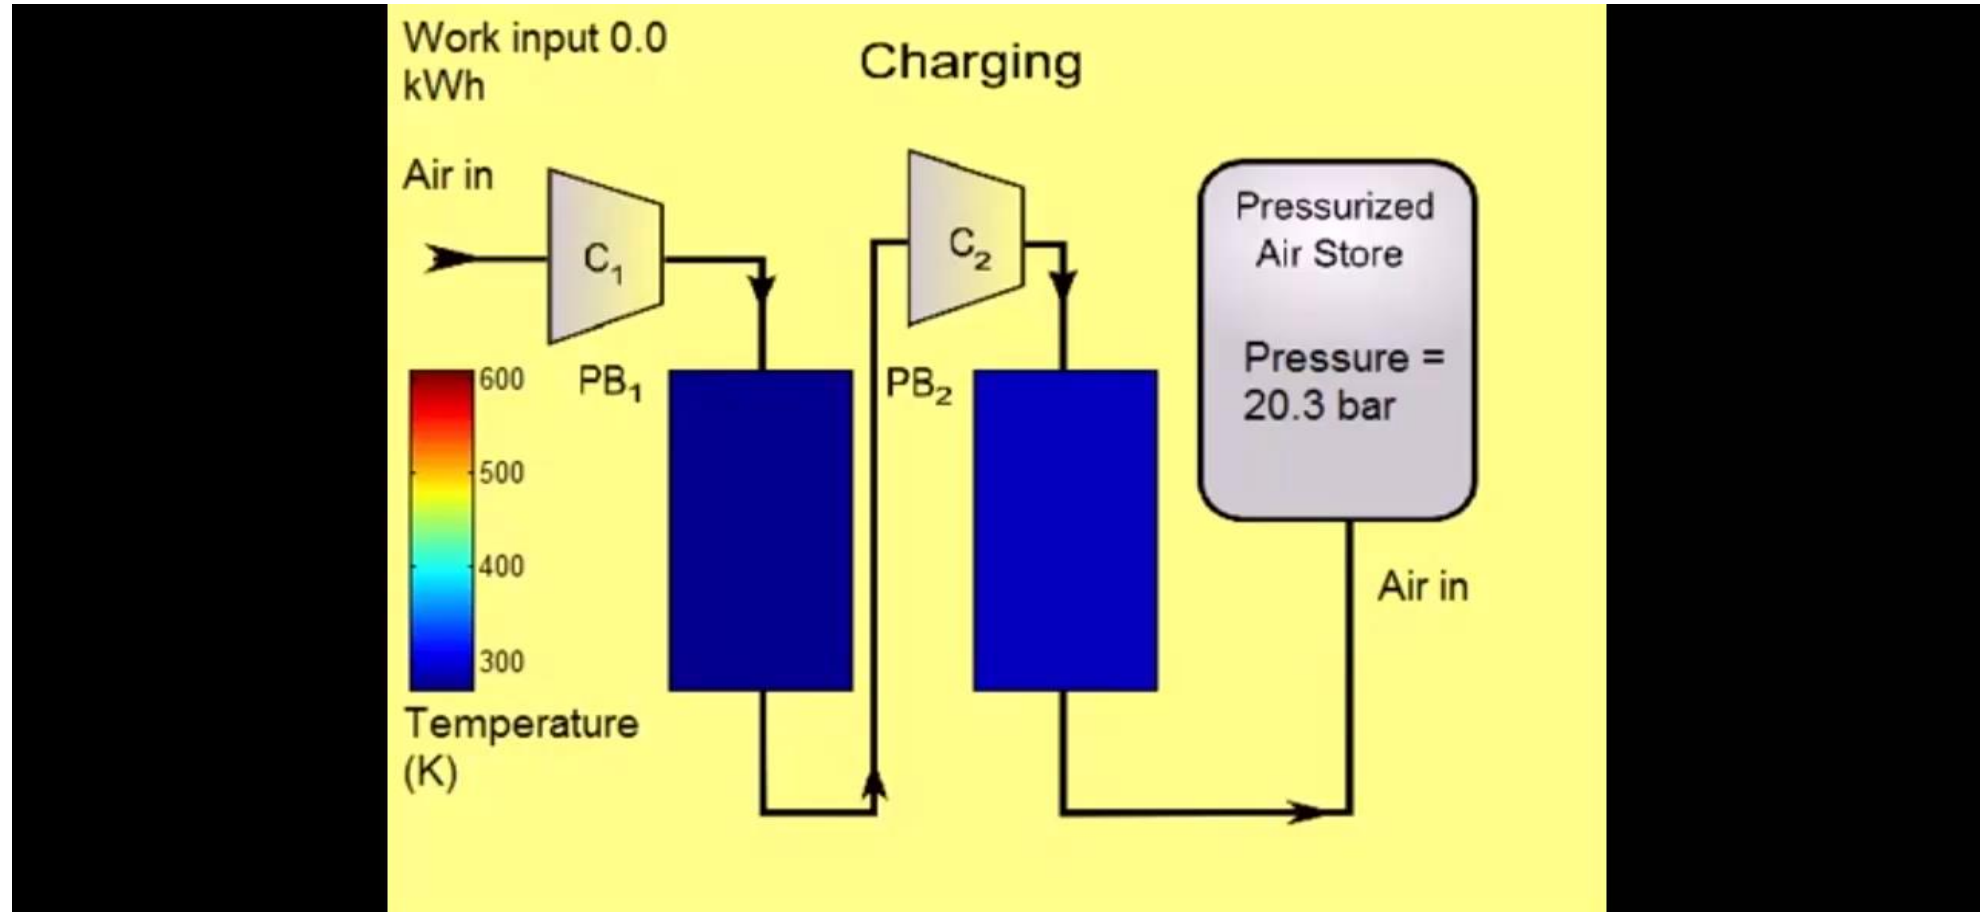 Work input 0.0
kWh
Charging
Air in
C₁
C₂
Pressurized
Air Store
Pressure =
20.3 bar
PB₁
PB₂
600
500
400
300
Air in
Temperature
(K)